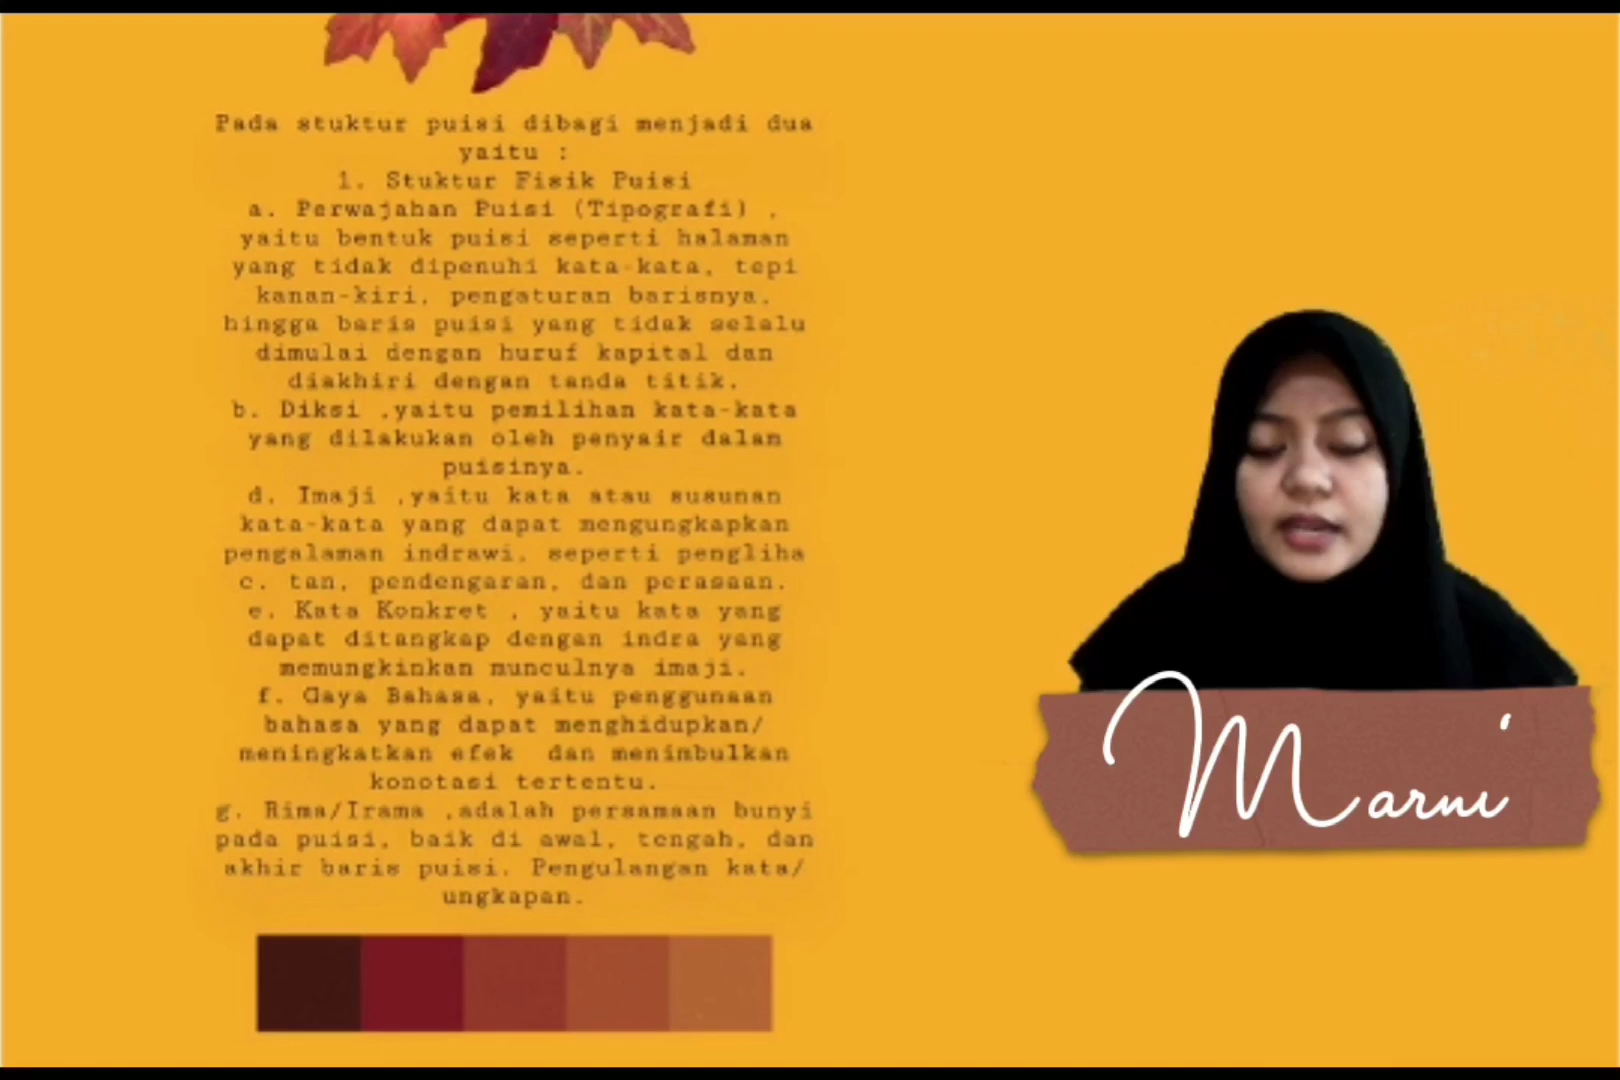 Pada stuktur puisi dibagi menjadi dua
yaitu :
1. Stuktur Fisik Puisi
a. Perwajahan Puisi (Tipografi) ,
yaitu bentuk puisi seperti halaman
yang tidak dipenuhi kata-kata, tepi
kanan-kiri, pengaturan barisnya,
hingga baris puisi yang tidak selalu
dimulai dengan huruf kapital dan
diakhiri dengan tanda titik.
b. Diksi ,yaitu pemilihan kata-kata
yang dilakukan oleh penyair dalam
puisinya.
d. Imaji ,yaitu kata atau susunan
kata-kata yang dapat mengungkapkan
pengalaman indrawi, seperti pengliha
c. tan, pendengaran, dan perasaan.
e. Kata Konkret , yaitu kata yang
dapat ditangkap dengan indra yang
memungkinkan munculnya imaji.
f. Gaya Bahasa, yaitu penggunaan
bahasa yang dapat menghidupkan/
meningkatkan efek  dan menimbulkan
konotasi tertentu.
g. Rima/Irama ,adalah persamaan bunyi
pada puisi, baik di awal, tengah, dan
akhir baris puisi. Pengulangan kata/
ungkapan.
Marni